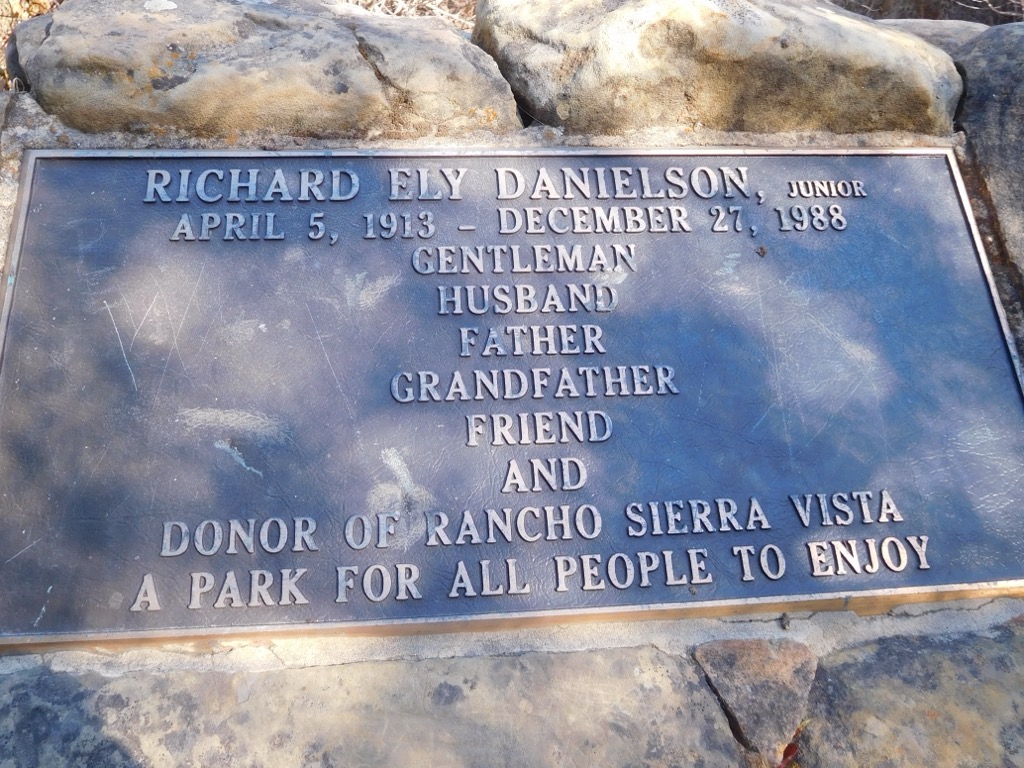 RICHARD ELY DANIELSON, JUNIOR
APRIL 5, 1913 – DECEMBER 27, 1988
GENTLEMAN
HUSBAND
FATHER
GRANDFATHER
FRIEND
AND
DONOR OF RANCHO SIERRA VISTA
A PARK FOR ALL PEOPLE TO ENJOY